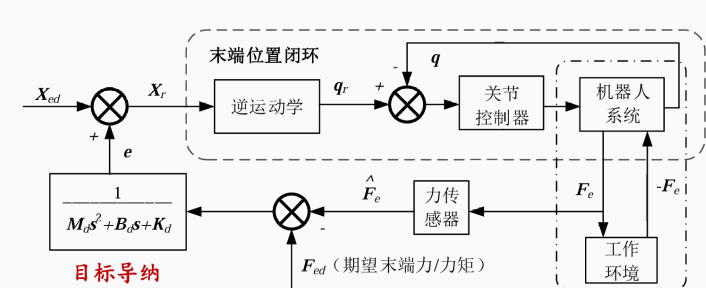 末端位置闭环
-
q
X_ed
X_r
逆运动学
q_r
+
关节
控制器
机器人
系统
+
e
1
M_d s²+B_d s+K_d
目标导纳
-
^
F_e
力传
感器
F_e
-F_e
F_ed（期望末端力/力矩）
工作
环境